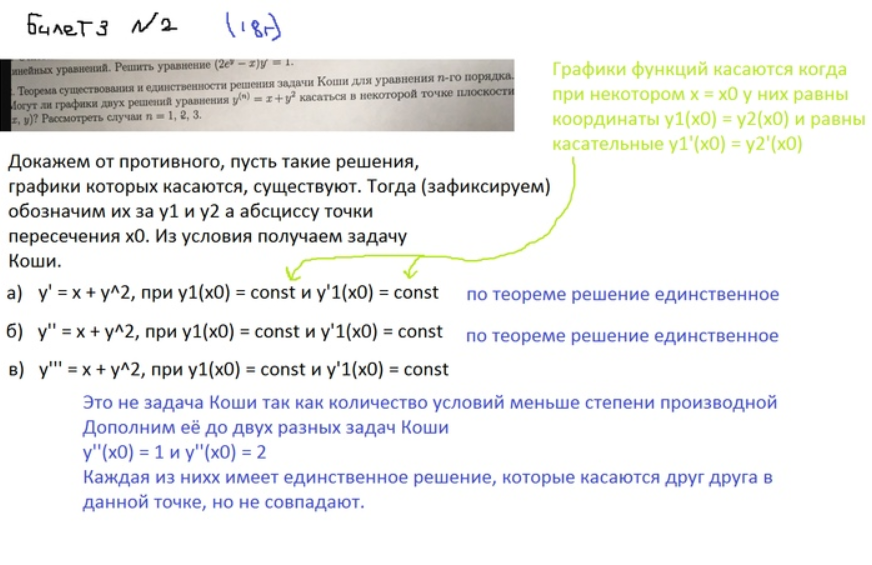 Билет 3 №2 (18г)
инейных уравнений. Решить уравнение (2eʸ − x)y' = 1.
. Теорема существования и единственности решения задачи Коши для уравнения n-го порядка.
Могут ли графики двух решений уравнения y⁽ⁿ⁾ = x + y² касаться в некоторой точке плоскости
x, y)? Рассмотреть случаи n = 1, 2, 3.
Графики функций касаются когда
при некотором x = x0 у них равны
координаты y1(x0) = y2(x0) и равны
касательные y1'(x0) = y2'(x0)
Докажем от противного, пусть такие решения,
графики которых касаются, существуют. Тогда (зафиксируем)
обозначим их за y1 и y2 а абсциссу точки
пересечения x0. Из условия получаем задачу
Коши.
а) y' = x + y^2, при y1(x0) = const и y'1(x0) = const по теореме решение единственное
б) y'' = x + y^2, при y1(x0) = const и y'1(x0) = const по теореме решение единственное
в) y''' = x + y^2, при y1(x0) = const и y'1(x0) = const
Это не задача Коши так как количество условий меньше степени производной
Дополним её до двух разных задач Коши
y''(x0) = 1 и y''(x0) = 2
Каждая из нихх имеет единственное решение, которые касаются друг друга в
данной точке, но не совпадают.